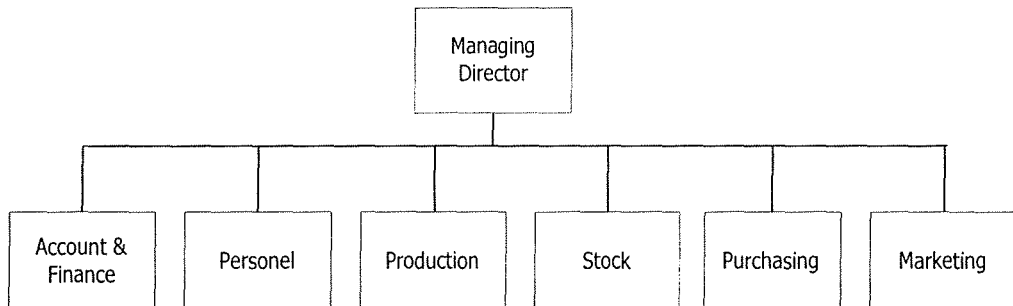 Managing
Director
Account &
Finance
Personel
Production
Stock
Purchasing
Marketing